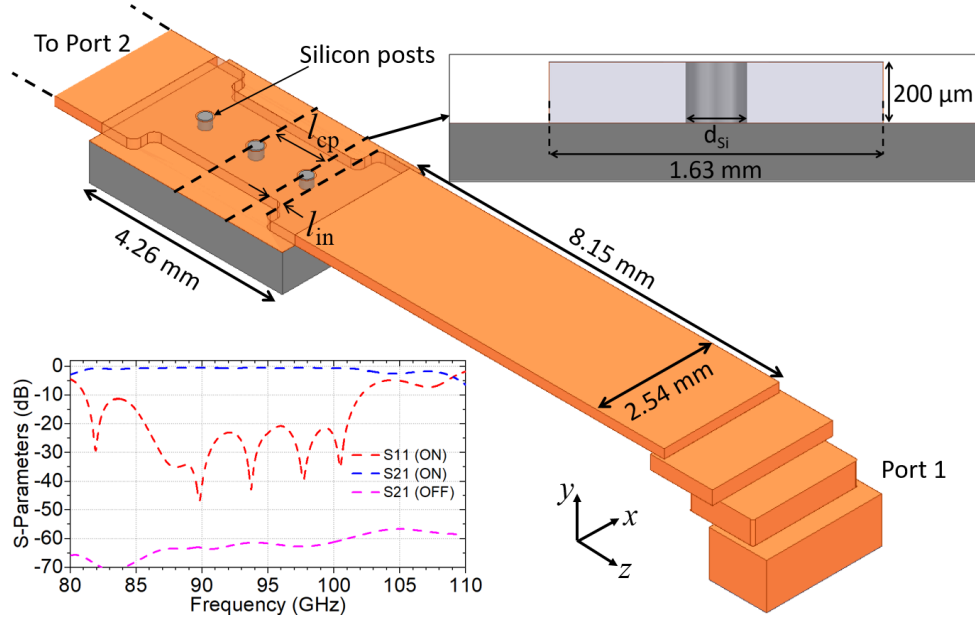 To Port 2
Silicon posts
l_cp
l_in
200 µm
d_Si
1.63 mm
4.26 mm
8.15 mm
2.54 mm
Port 1
y
x
z
S-Parameters (dB)
0
-10
-20
-30
-40
-50
-60
-70
S11 (ON)
S21 (ON)
S21 (OFF)
80 85 90 95 100 105 110
Frequency (GHz)